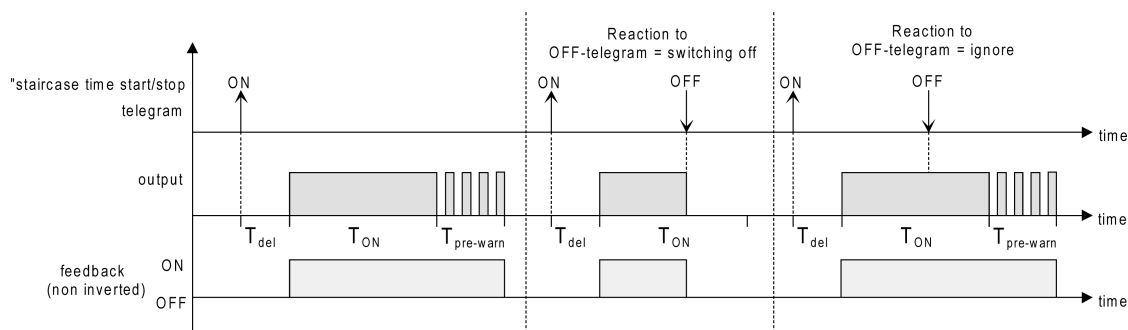 Reaction to
OFF-telegram = switching off
Reaction to
OFF-telegram = ignore
"staircase time start/stop
telegram
ON
ON
OFF
ON
OFF
time
output
time
T del
T ON
T pre-warn
T del
T ON
T del
T ON
T pre-warn
feedback
(non inverted)
ON
OFF
time